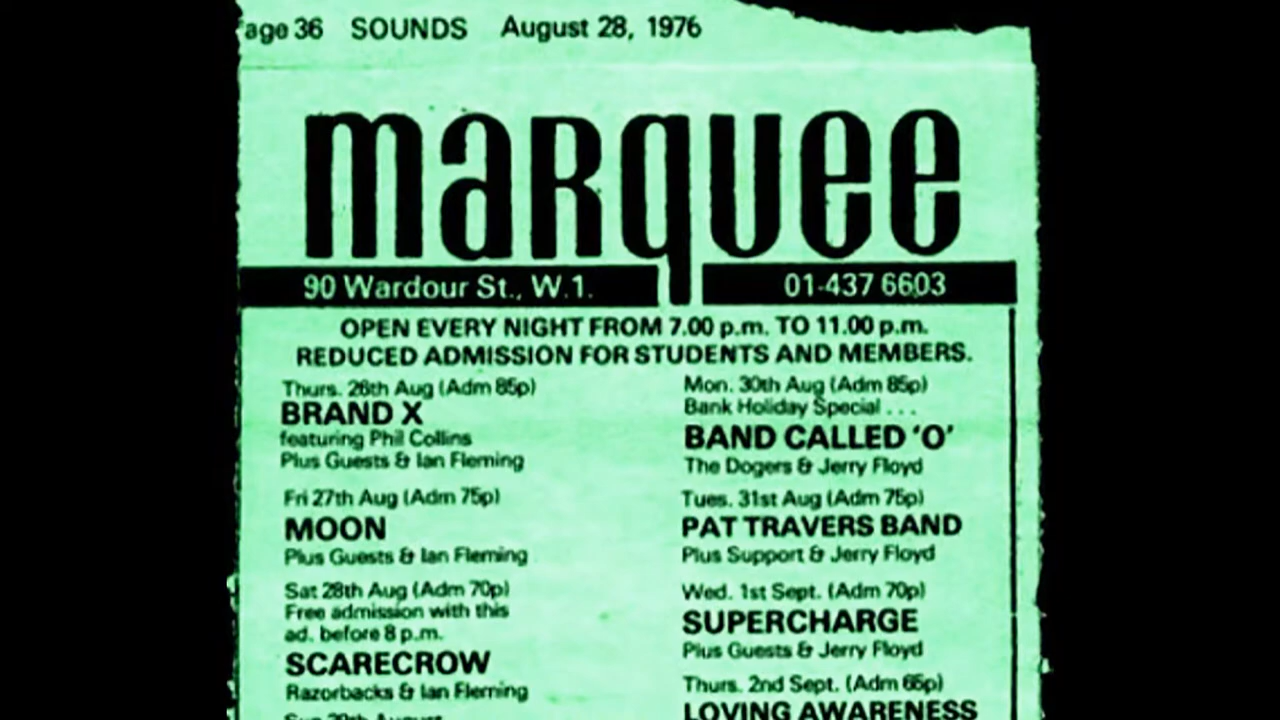 age 36 SOUNDS August 28, 1976
marquee
90 Wardour St., W.1.
01-437 6603
OPEN EVERY NIGHT FROM 7.00 p.m. TO 11.00 p.m.
REDUCED ADMISSION FOR STUDENTS AND MEMBERS.
Thurs. 26th Aug (Adm 85p)
BRAND X
featuring Phil Collins
Plus Guests & Ian Fleming
Fri 27th Aug (Adm 75p)
MOON
Plus Guests & Ian Fleming
Sat 28th Aug (Adm 70p)
Free admission with this
ad. before 8 p.m.
SCARECROW
Razorbacks & Ian Fleming
Sun 29th August
Mon. 30th Aug (Adm 85p)
Bank Holiday Special . . .
BAND CALLED ‘O’
The Dogers & Jerry Floyd
Tues. 31st Aug (Adm 75p)
PAT TRAVERS BAND
Plus Support & Jerry Floyd
Wed. 1st Sept. (Adm 70p)
SUPERCHARGE
Plus Guests & Jerry Floyd
Thurs. 2nd Sept. (Adm 65p)
LOVING AWARENESS